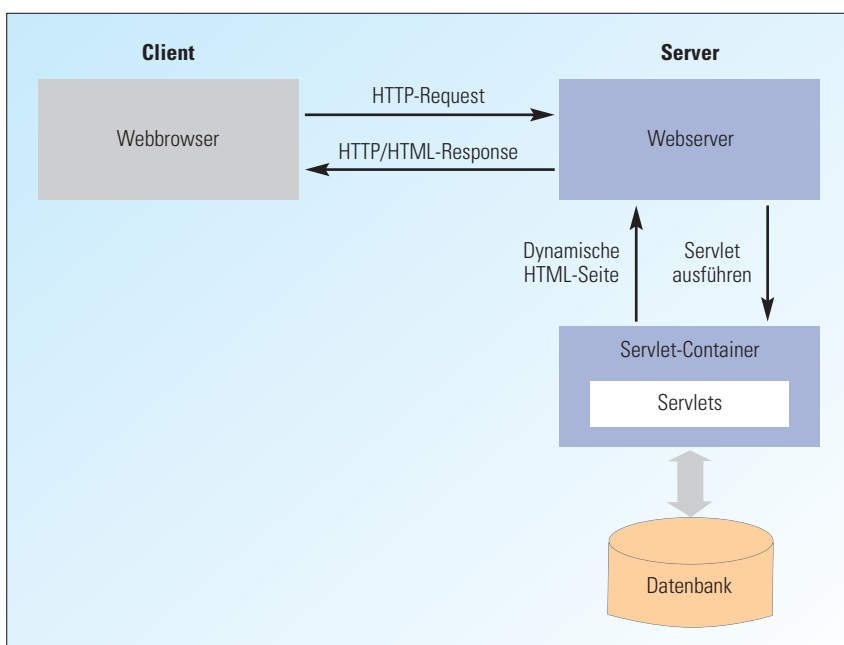 Client
Server
HTTP-Request
Webbrowser
Webserver
HTTP/HTML-Response
Dynamische
HTML-Seite
Servlet
ausführen
Servlet-Container
Servlets
Datenbank